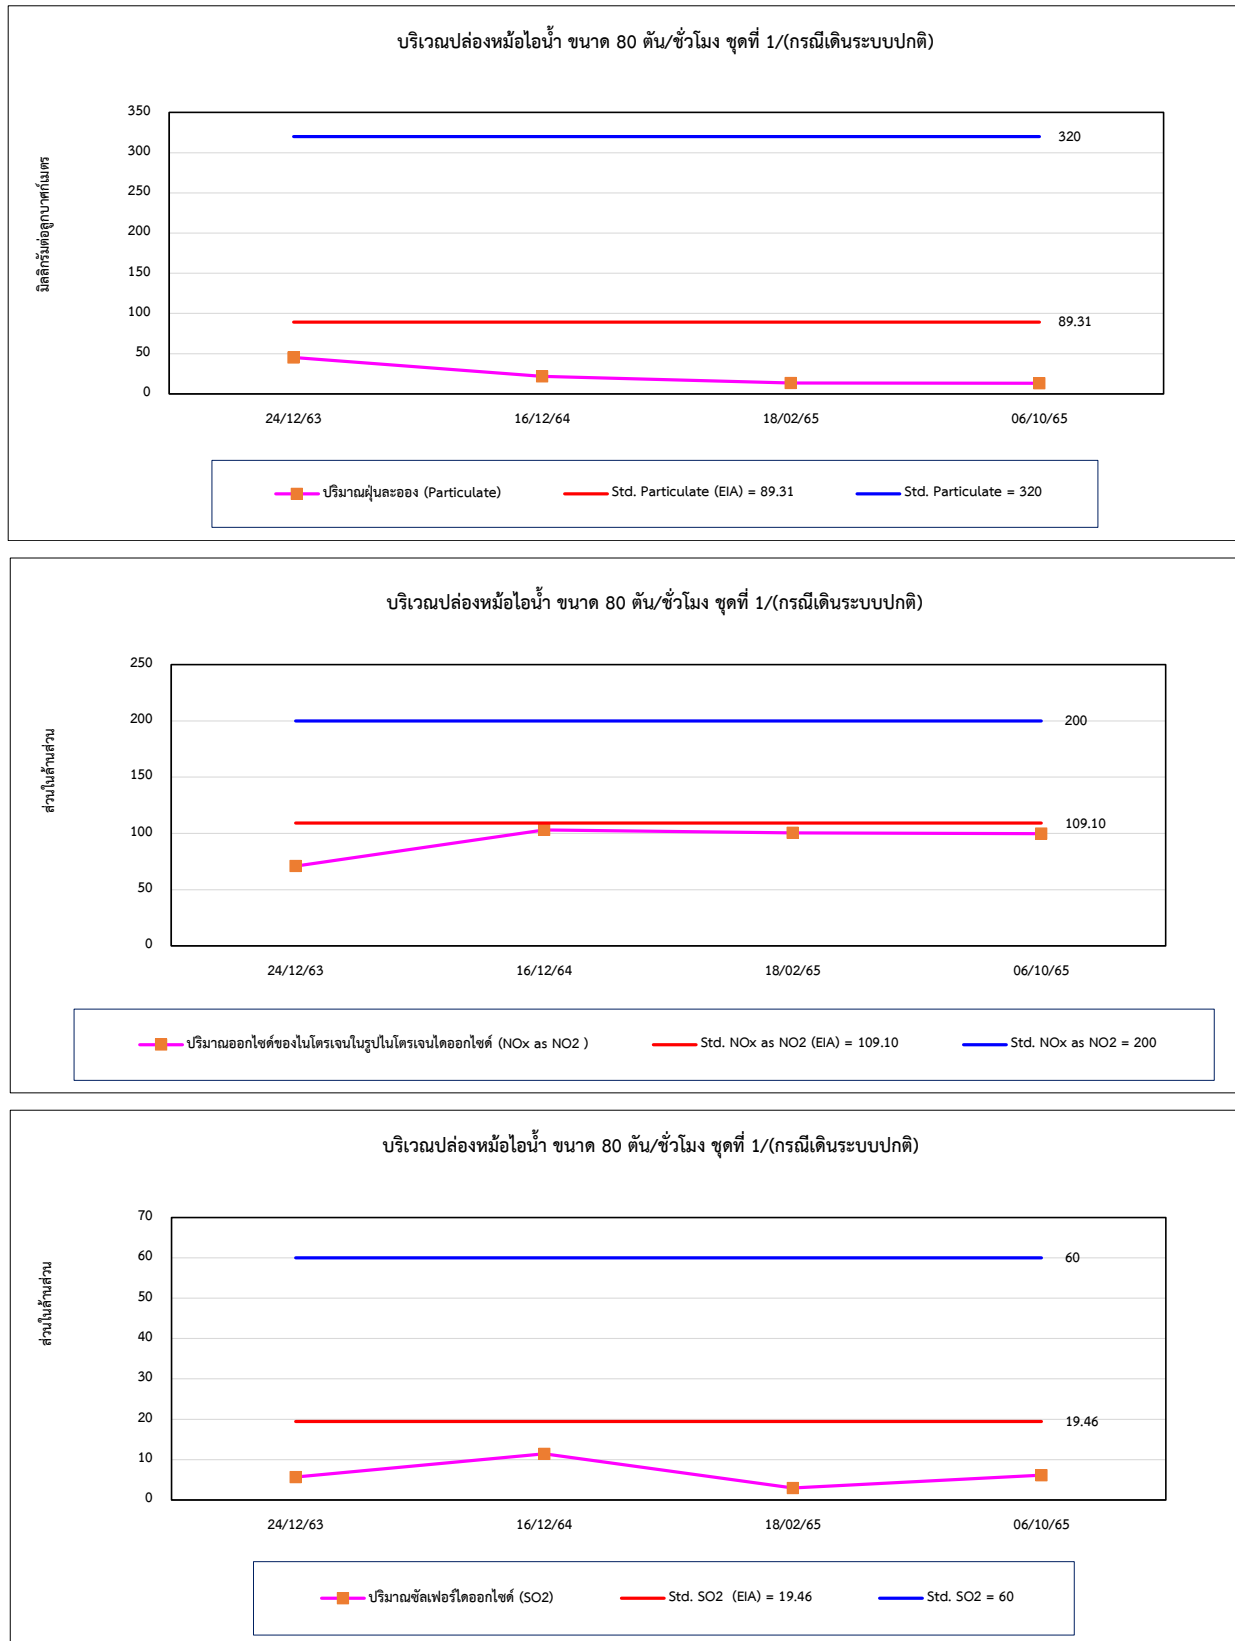 บริเวณปล่องหม้อไอน้ำ ขนาด 80 ตัน/ชั่วโมง ชุดที่ 1/(กรณีเดินระบบปกติ)
มิลลิกรัมต่อลูกบาศก์เมตร
350
300
250
200
150
100
50
0
320
89.31
24/12/63 16/12/64 18/02/65 06/10/65
ปริมาณฝุ่นละออง (Particulate) Std. Particulate (EIA) = 89.31 Std. Particulate = 320
บริเวณปล่องหม้อไอน้ำ ขนาด 80 ตัน/ชั่วโมง ชุดที่ 1/(กรณีเดินระบบปกติ)
ส่วนในล้านส่วน
250
200
150
100
50
0
200
109.10
24/12/63 16/12/64 18/02/65 06/10/65
ปริมาณออกไซด์ของไนโตรเจนในรูปไนโตรเจนไดออกไซด์ (NOx as NO2 ) Std. NOx as NO2 (EIA) = 109.10 Std. NOx as NO2 = 200
บริเวณปล่องหม้อไอน้ำ ขนาด 80 ตัน/ชั่วโมง ชุดที่ 1/(กรณีเดินระบบปกติ)
ส่วนในล้านส่วน
70
60
50
40
30
20
10
0
60
19.46
24/12/63 16/12/64 18/02/65 06/10/65
ปริมาณซัลเฟอร์ไดออกไซด์ (SO2) Std. SO2 (EIA) = 19.46 Std. SO2 = 60